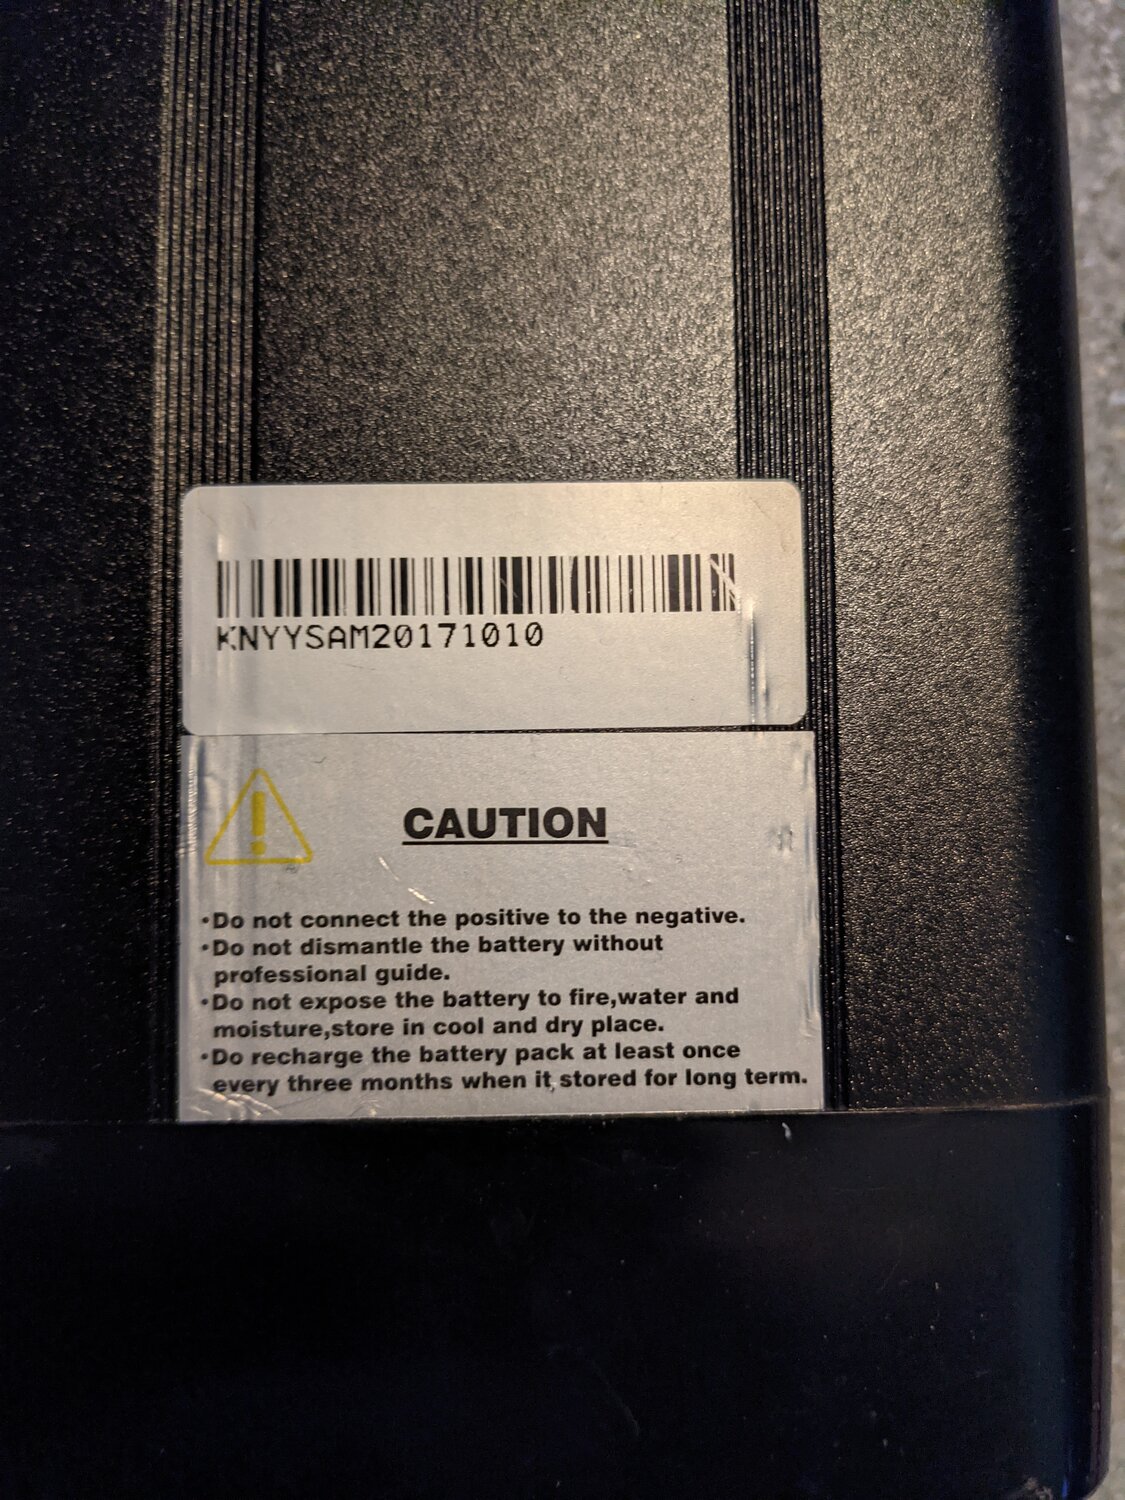 KNYYSAM20171010
CAUTION
•Do not connect the positive to the negative.
•Do not dismantle the battery without
professional guide.
•Do not expose the battery to fire,water and
moisture,store in cool and dry place.
•Do recharge the battery pack at least once
every three months when it stored for long term.